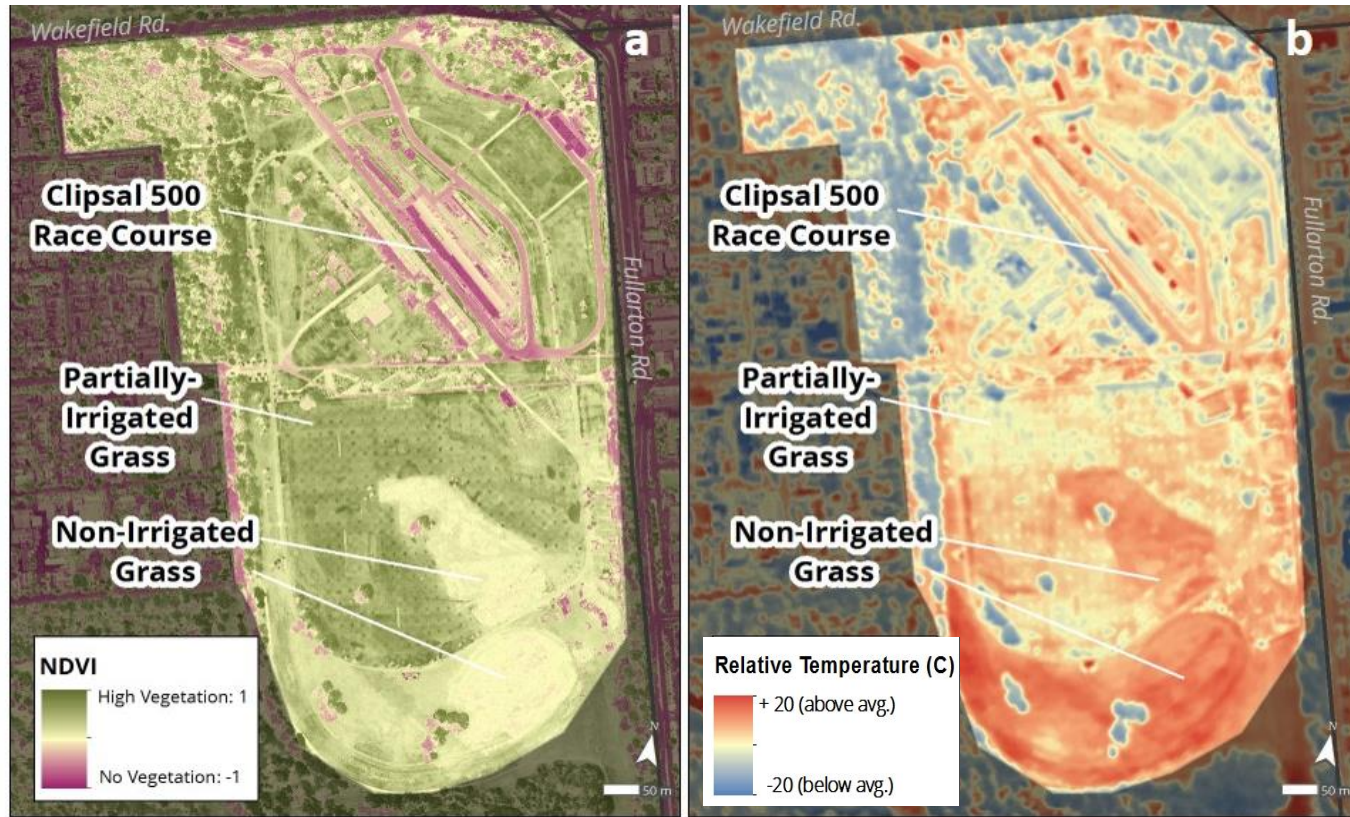 Wakefield Rd.
a
Clipsal 500
Race Course
Fullarton Rd.
Partially-
Irrigated
Grass
Non-Irrigated
Grass
NDVI
High Vegetation: 1
No Vegetation: -1
N
50 m
Wakefield Rd.
b
Clipsal 500
Race Course
Fullarton Rd.
Partially-
Irrigated
Grass
Non-Irrigated
Grass
Relative Temperature (C)
+ 20 (above avg.)
-20 (below avg.)
N
50 m